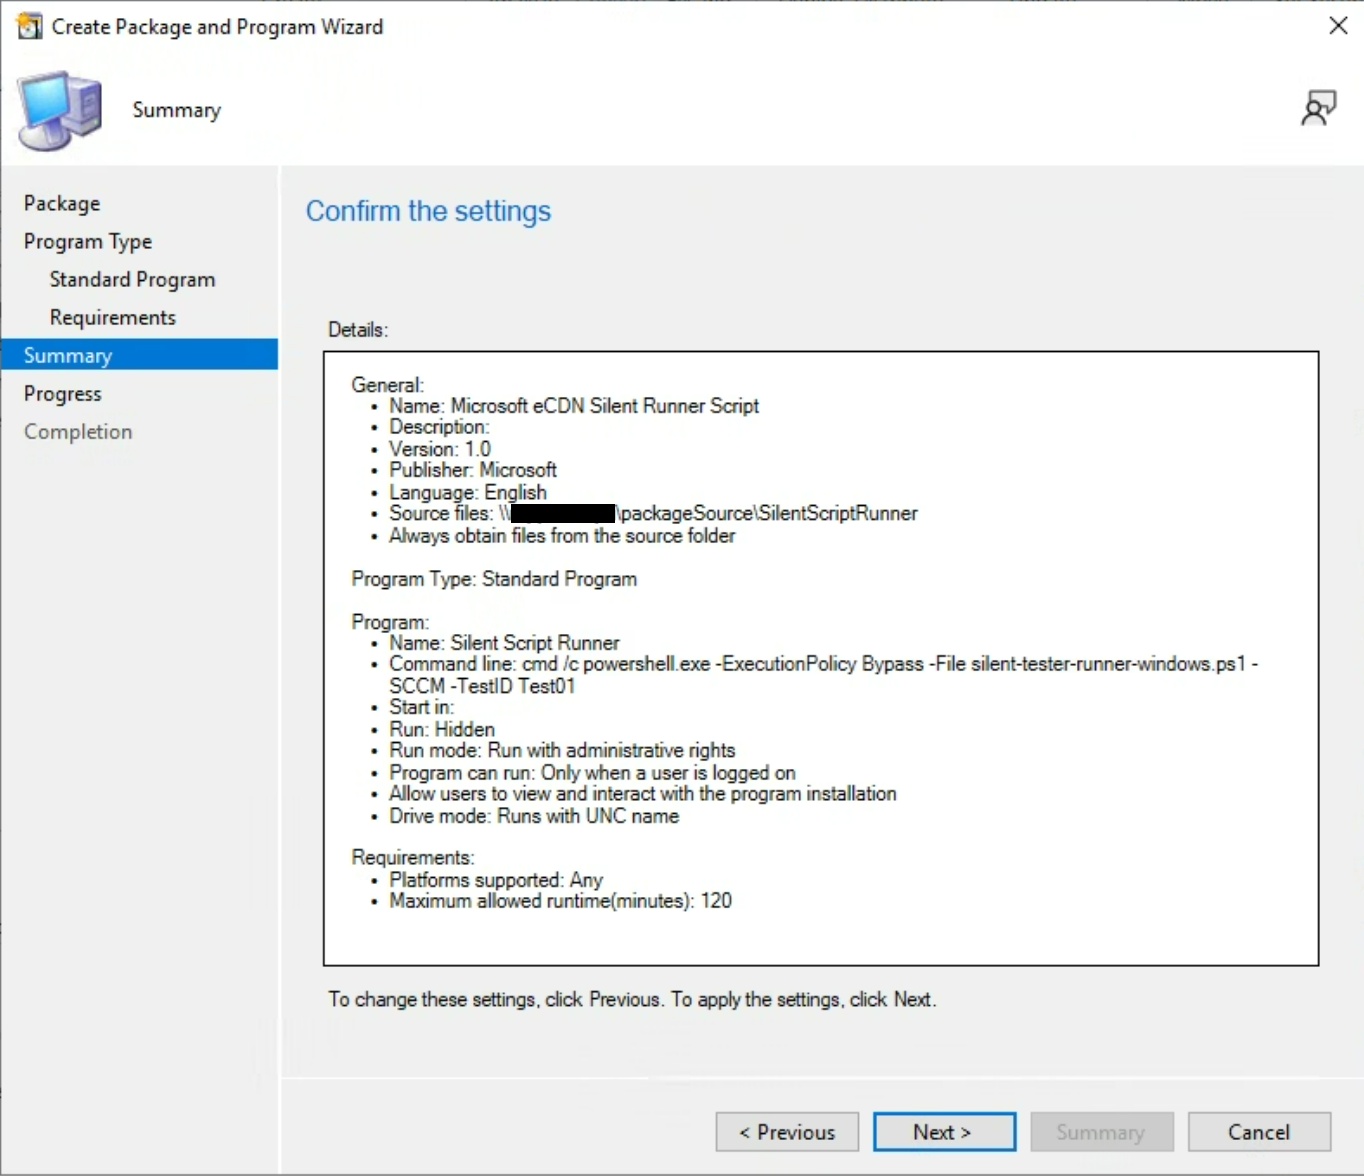 Create Package and Program Wizard
Summary
Package
Program Type
Standard Program
Requirements
Summary
Progress
Completion
Confirm the settings
Details:
General:
• Name: Microsoft eCDN Silent Runner Script
• Description:
• Version: 1.0
• Publisher: Microsoft
• Language: English
• Source files: \\ \packageSource\SilentScriptRunner
• Always obtain files from the source folder
Program Type: Standard Program
Program:
• Name: Silent Script Runner
• Command line: cmd /c powershell.exe -ExecutionPolicy Bypass -File silent-tester-runner-windows.ps1 -
SCCM -TestID Test01
• Start in:
• Run: Hidden
• Run mode: Run with administrative rights
• Program can run: Only when a user is logged on
• Allow users to view and interact with the program installation
• Drive mode: Runs with UNC name
Requirements:
• Platforms supported: Any
• Maximum allowed runtime(minutes): 120
To change these settings, click Previous. To apply the settings, click Next.
< Previous
Next >
Summary
Cancel